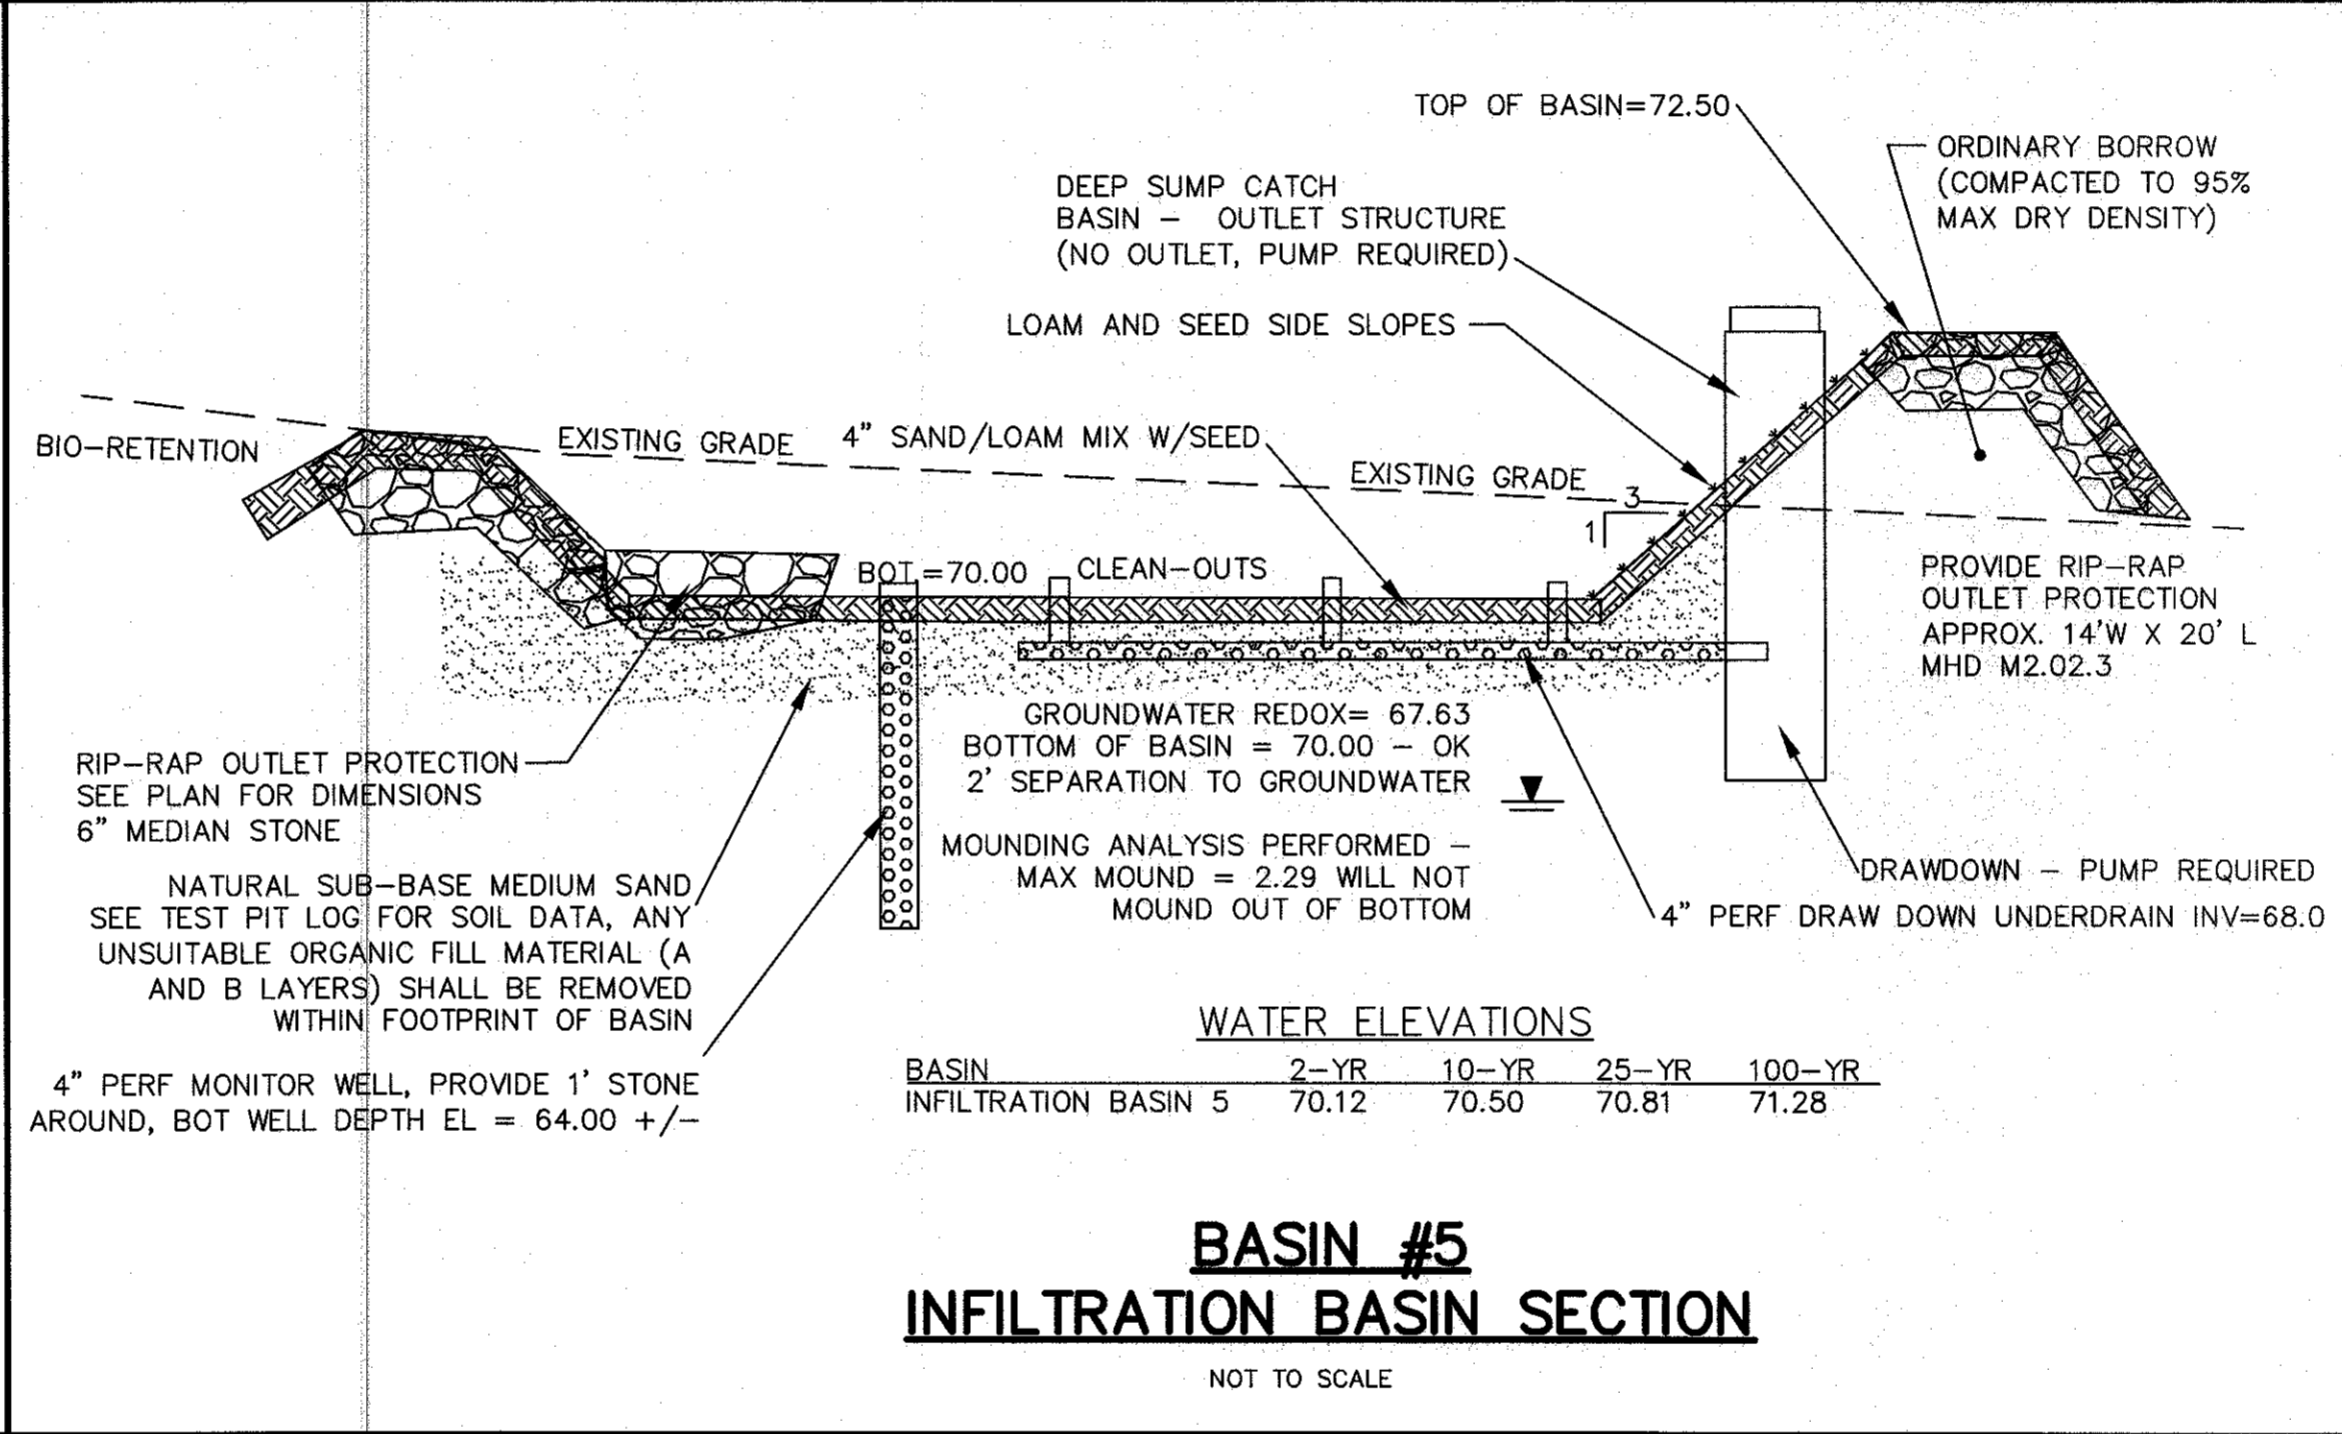 TOP OF BASIN=72.50
ORDINARY BORROW
(COMPACTED TO 95%
MAX DRY DENSITY)
DEEP SUMP CATCH
BASIN - OUTLET STRUCTURE
(NO OUTLET, PUMP REQUIRED)
LOAM AND SEED SIDE SLOPES
BIO-RETENTION
EXISTING GRADE
4" SAND/LOAM MIX W/SEED
EXISTING GRADE
3
1
BOT =70.00
CLEAN-OUTS
PROVIDE RIP-RAP
OUTLET PROTECTION
APPROX. 14'W X 20' L
MHD M2.02.3
GROUNDWATER REDOX= 67.63
BOTTOM OF BASIN = 70.00 - OK
2' SEPARATION TO GROUNDWATER
RIP-RAP OUTLET PROTECTION
SEE PLAN FOR DIMENSIONS
6" MEDIAN STONE
MOUNDING ANALYSIS PERFORMED -
MAX MOUND = 2.29 WILL NOT
MOUND OUT OF BOTTOM
DRAWDOWN - PUMP REQUIRED
4" PERF DRAW DOWN UNDERDRAIN INV=68.0
NATURAL SUB-BASE MEDIUM SAND
SEE TEST PIT LOG FOR SOIL DATA, ANY
UNSUITABLE ORGANIC FILL MATERIAL (A
AND B LAYERS) SHALL BE REMOVED
WITHIN FOOTPRINT OF BASIN
4" PERF MONITOR WELL, PROVIDE 1' STONE
AROUND, BOT WELL DEPTH EL = 64.00 +/-
WATER ELEVATIONS
BASIN 2-YR 10-YR 25-YR 100-YR
INFILTRATION BASIN 5 70.12 70.50 70.81 71.28
BASIN #5
INFILTRATION BASIN SECTION
NOT TO SCALE